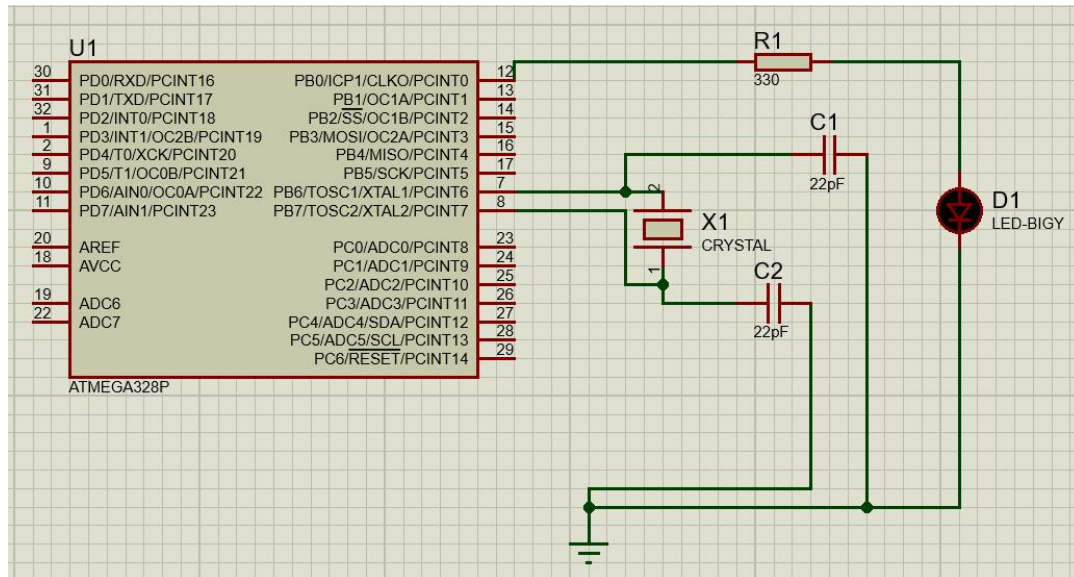 U1
30 PD0/RXD/PCINT16 PB0/ICP1/CLKO/PCINT0 12
31 PD1/TXD/PCINT17 PB1/OC1A/PCINT1 13
32 PD2/INT0/PCINT18 PB2/SS/OC1B/PCINT2 14
1 PD3/INT1/OC2B/PCINT19 PB3/MOSI/OC2A/PCINT3 15
2 PD4/T0/XCK/PCINT20 PB4/MISO/PCINT4 16
9 PD5/T1/OC0B/PCINT21 PB5/SCK/PCINT5 17
10 PD6/AIN0/OC0A/PCINT22 PB6/TOSC1/XTAL1/PCINT6 7
11 PD7/AIN1/PCINT23 PB7/TOSC2/XTAL2/PCINT7 8
20 AREF PC0/ADC0/PCINT8 23
18 AVCC PC1/ADC1/PCINT9 24
PC2/ADC2/PCINT10 25
19 ADC6 PC3/ADC3/PCINT11 26
22 ADC7 PC4/ADC4/SDA/PCINT12 27
PC5/ADC5/SCL/PCINT13 28
PC6/RESET/PCINT14 29
ATMEGA328P
R1
330
C1
22pF
2
X1
CRYSTAL
1
C2
22pF
D1
LED-BIGY